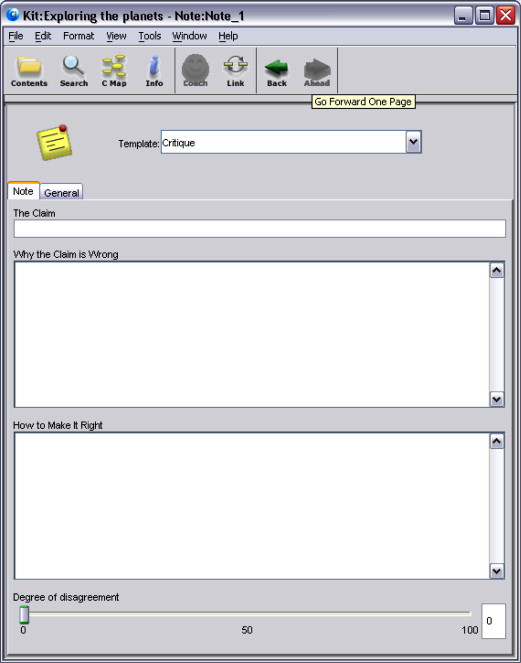 Kit:Exploring the planets - Note:Note_1
File Edit Format View Tools Window Help
Contents Search C Map Info Coach Link Back Ahead
Go Forward One Page
Template: Critique
Note General
The Claim
Why the Claim is Wrong
How to Make It Right
Degree of disagreement
0
0 50 100